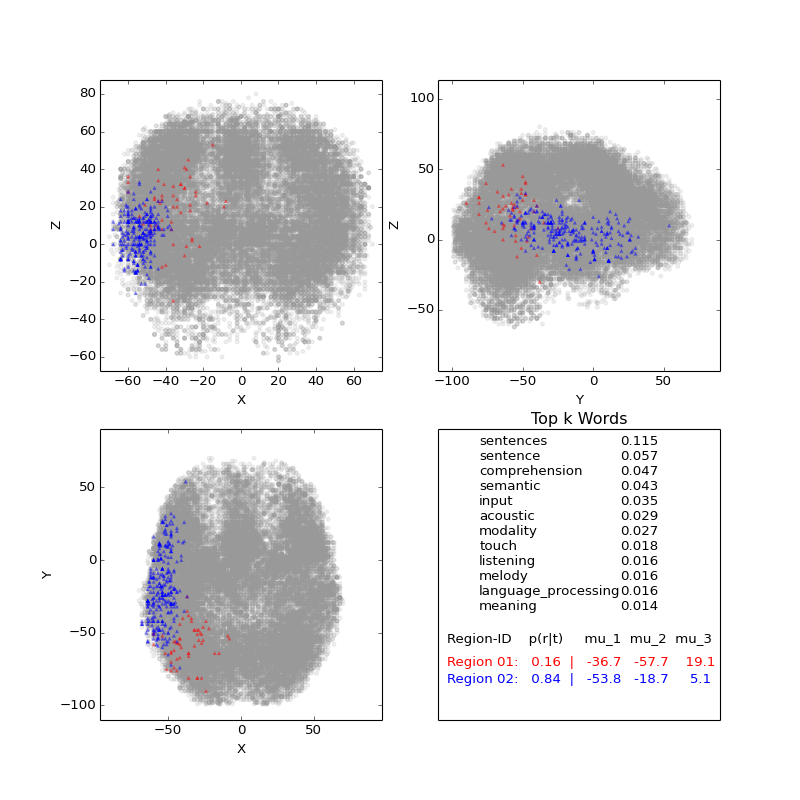 80
60
40
20
0
−20
−40
−60
Z
−60 −40 −20 0 20 40 60
X
100
50
0
−50
Z
−100 −50 0 50
Y
50
0
−50
−100
Y
−50 0 50
X
Top k Words
sentences 0.115
sentence 0.057
comprehension 0.047
semantic 0.043
input 0.035
acoustic 0.029
modality 0.027
touch 0.018
listening 0.016
melody 0.016
language_processing 0.016
meaning 0.014
Region-ID p(r|t) mu_1 mu_2 mu_3
Region 01: 0.16 | -36.7 -57.7 19.1
Region 02: 0.84 | -53.8 -18.7 5.1